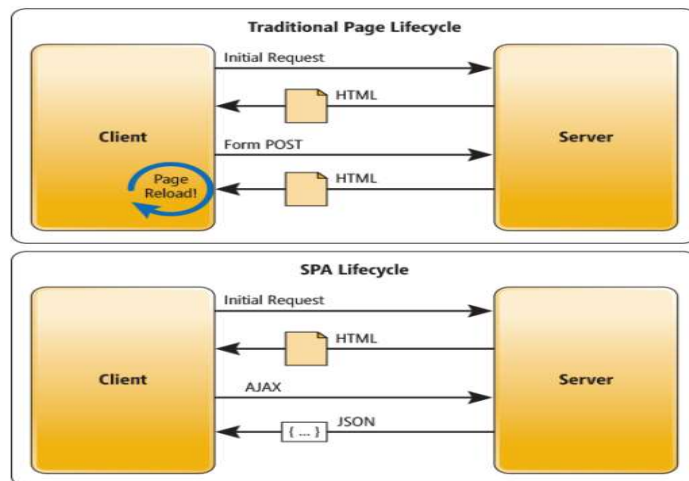 Traditional Page Lifecycle
Initial Request
HTML
Client
Server
Form POST
Page
Reload!
HTML
SPA Lifecycle
Initial Request
HTML
Client
Server
AJAX
JSON
{ ... }